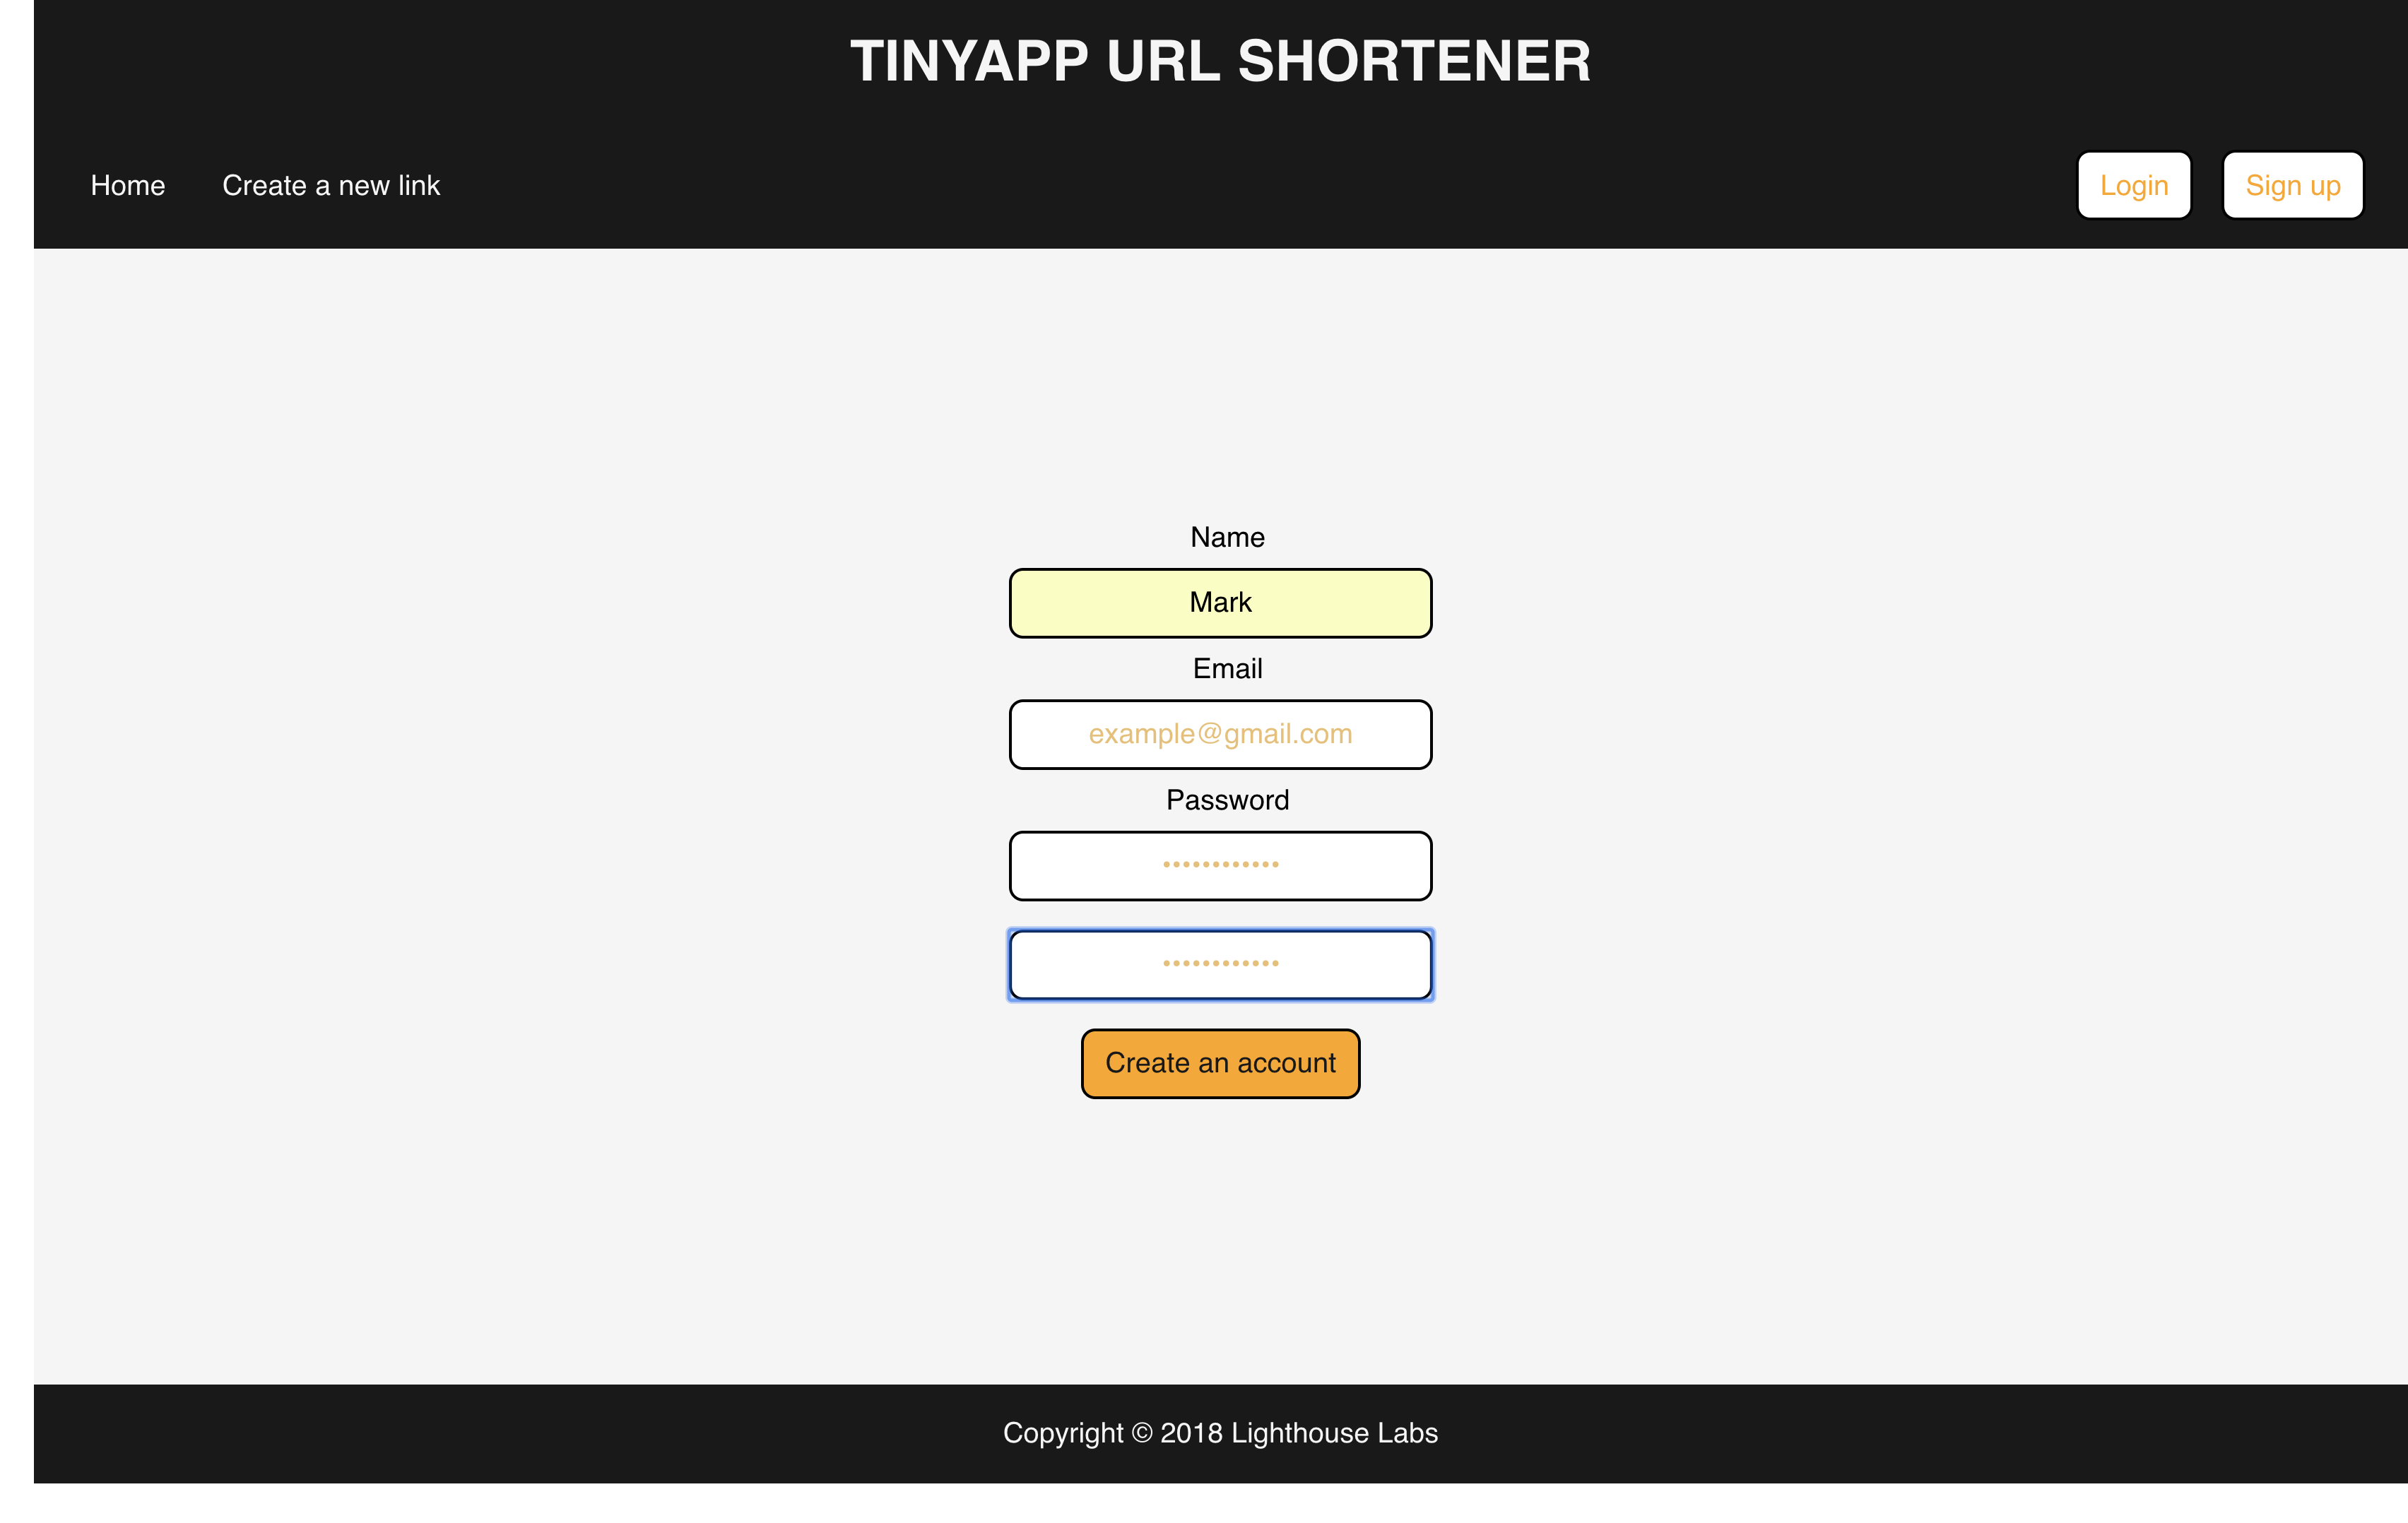 TINYAPP URL SHORTENER
Home Create a new link Login Sign up
Name
Mark
Email
example@gmail.com
Password
••••••••••••
••••••••••••
Create an account
Copyright © 2018 Lighthouse Labs